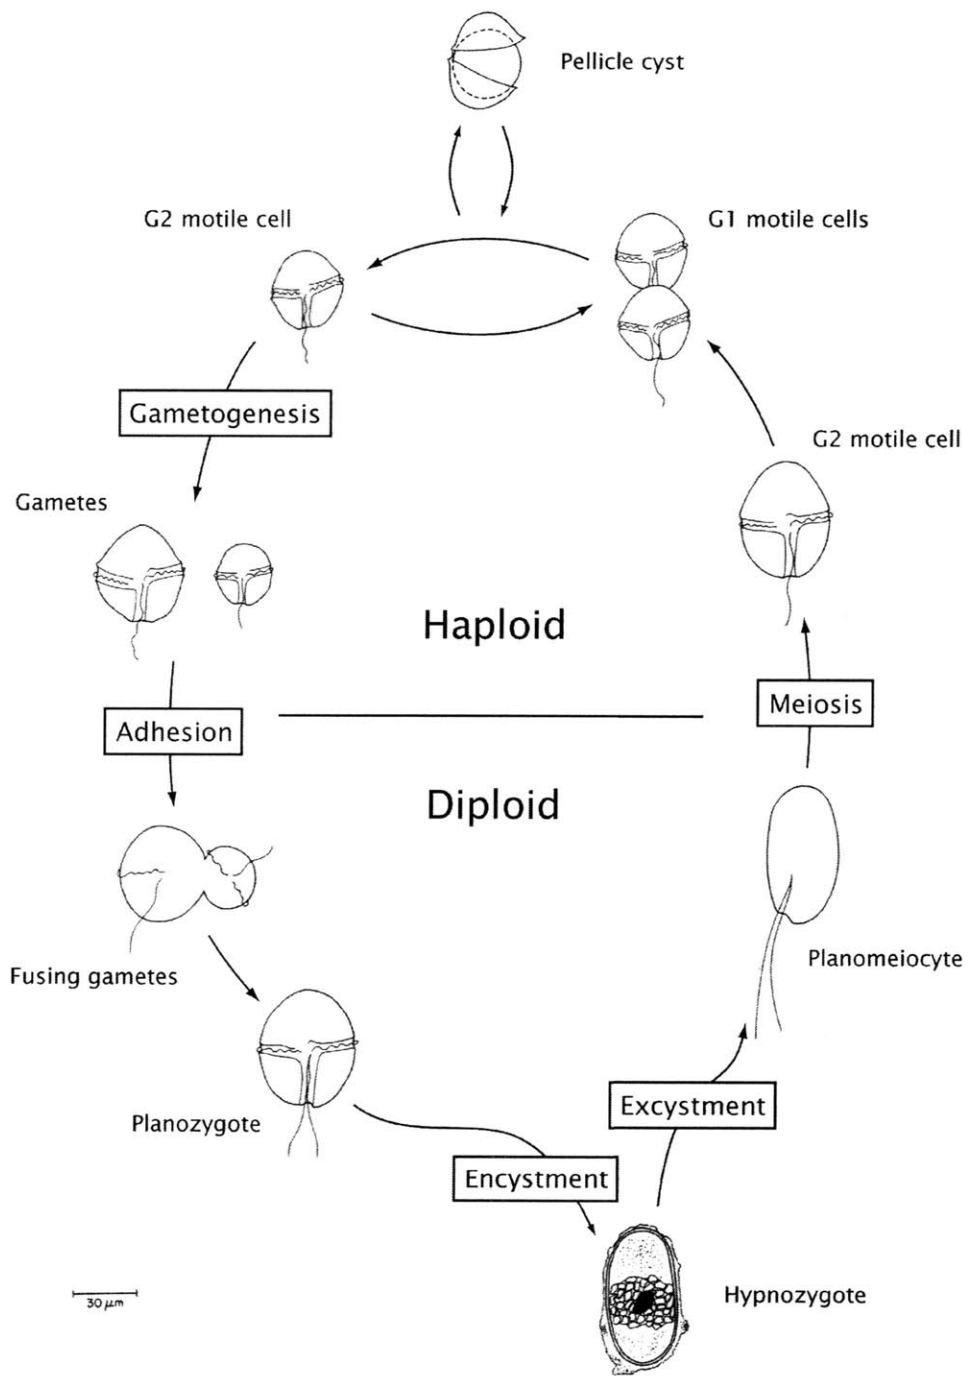 Pellicle cyst
G2 motile cell
G1 motile cells
Gametogenesis
G2 motile cell
Gametes
Haploid
Meiosis
Adhesion
Diploid
Planomeiocyte
Fusing gametes
Excystment
Planozygote
Encystment
Hypnozygote
30 µm